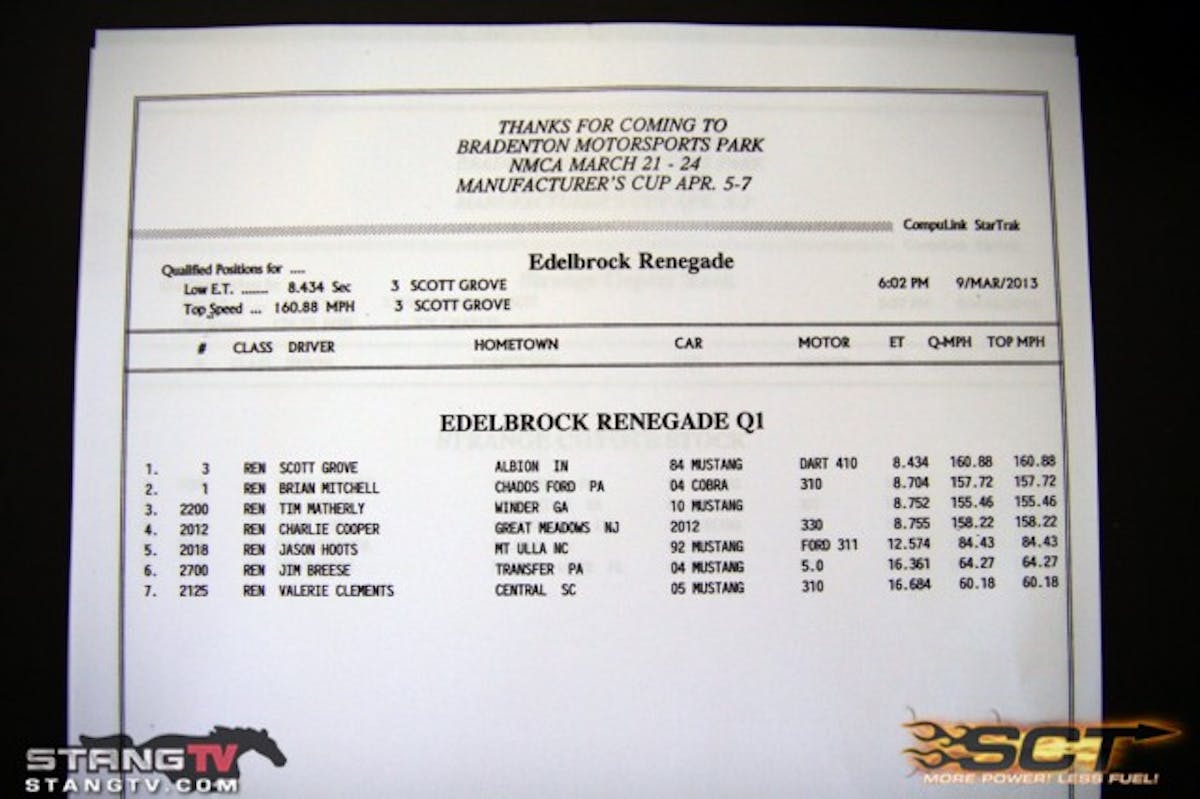 THANKS FOR COMING TO
BRADENTON MOTORSPORTS PARK
NMCA MARCH 21 - 24
MANUFACTURER'S CUP APR. 5-7
CompuLink StarTrak
Qualified Positions for .... Edelbrock Renegade
Low E.T. ....... 8.434 Sec 3 SCOTT GROVE 6:02 PM 9/MAR/2013
Top Speed ... 160.88 MPH 3 SCOTT GROVE
# CLASS DRIVER HOMETOWN CAR MOTOR ET Q-MPH TOP MPH
EDELBROCK RENEGADE Q1
1. 3 REN SCOTT GROVE ALBION IN 84 MUSTANG DART 410 8.434 160.88 160.88
2. 1 REN BRIAN MITCHELL CHADDS FORD PA 04 COBRA 310 8.704 157.72 157.72
3. 2200 REN TIM MATHERLY WINDER GA 10 MUSTANG 8.752 155.46 155.46
4. 2012 REN CHARLIE COOPER GREAT MEADOWS NJ 2012 330 8.755 158.22 158.22
5. 2018 REN JASON HOOTS MT ULLA NC 92 MUSTANG FORD 311 12.574 84.43 84.43
6. 2700 REN JIM BREESE TRANSFER PA 04 MUSTANG 5.0 16.361 64.27 64.27
7. 2125 REN VALERIE CLEMENTS CENTRAL SC 05 MUSTANG 310 16.684 60.18 60.18
STANGTV
STANGTV.COM
SCT
MORE POWER! LESS FUEL!